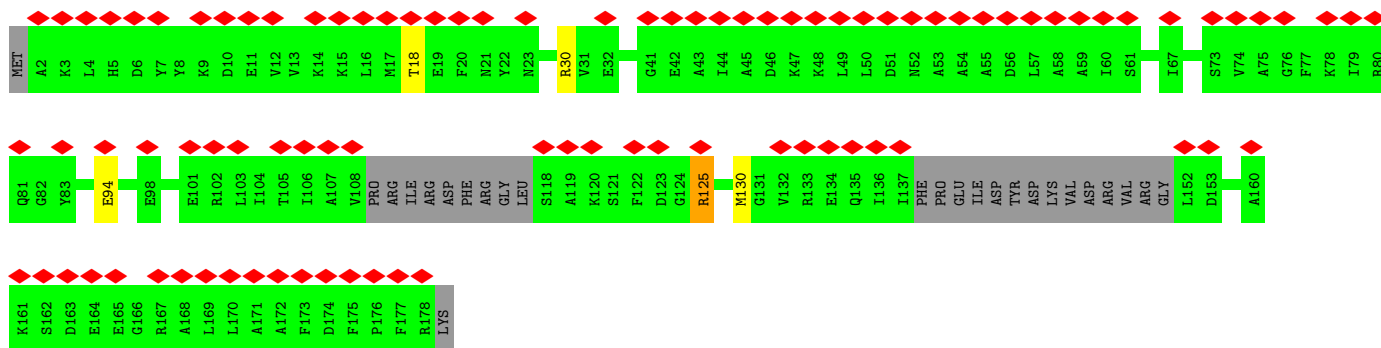 MET A2 K3 L4 H5 D6 Y7 Y8 K9 D10 E11 V12 V13 K14 K15 L16 M17 T18 E19 F20 N21 Y22 N23 R30 V31 E32 G41 E42 A43 I44 A45 D46 K47 K48 L49 L50 D51 N52 A53 A54 A55 D56 L57 A58 A59 I60 S61 I67 S73 V74 A75 G76 F77 K78 I79 R80
Q81 G82 Y83 E94 E98 E101 R102 L103 I104 T105 I106 A107 V108 PRO ARG ILE ARG ASP PHE ARG GLY LEU S118 A119 K120 S121 F122 D123 G124 R125 M130 G131 V132 R133 E134 Q135 I136 I137 PHE PRO GLU ILE ASP TYR ASP LYS VAL ASP ARG VAL ARG GLY L152 D153 A160
K161 S162 D163 E164 E165 G166 R167 A168 L169 L170 A171 A172 F173 D174 F175 P176 F177 R178 LYS